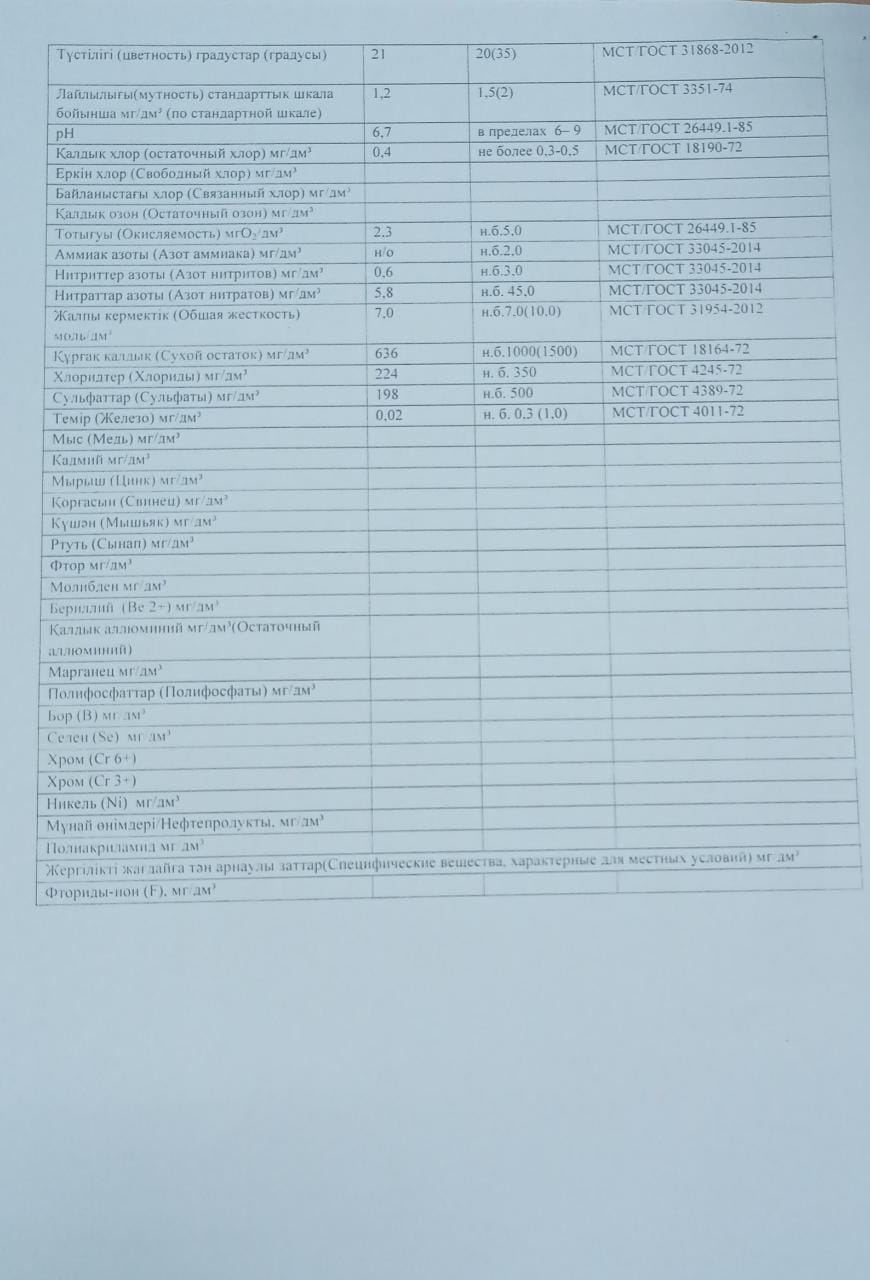 Түстілігі (цветность) градустар (градусы) 21 20(35) МСТ/ГОСТ 31868-2012
Лайлылығы(мутность) стандарттык шкала 1,2 1,5(2) МСТ/ГОСТ 3351-74
бойынша мг/дм³ (по стандартной шкале)
рН 6,7 в пределах 6– 9 МСТ/ГОСТ 26449.1-85
Қалдық хлор (остаточный хлор) мг/дм³ 0,4 не более 0,3-0,5 МСТ/ГОСТ 18190-72
Еркін хлор (Свободный хлор) мг/дм³
Байланыстағы хлор (Связанный хлор) мг/дм³
Қалдық озон (Остаточный озон) мг/дм³
Тотығуы (Окисляемость) мгО₂/дм³ 2,3 н.б.5,0 МСТ/ГОСТ 26449.1-85
Аммиак азоты (Азот аммиака) мг/дм³ н/о н.б.2,0 МСТ/ГОСТ 33045-2014
Нитриттер азоты (Азот нитритов) мг/дм³ 0,6 н.б.3,0 МСТ/ГОСТ 33045-2014
Нитраттар азоты (Азот нитратов) мг/дм³ 5,8 н.б. 45,0 МСТ/ГОСТ 33045-2014
Жалпы кермектік (Общая жесткость) 7,0 н.б.7,0(10,0) МСТ/ГОСТ 31954-2012
моль/дм³
Құрғақ қалдық (Сухой остаток) мг/дм³ 636 н.б.1000(1500) МСТ/ГОСТ 18164-72
Хлоридтер (Хлориды) мг/дм³ 224 н. б. 350 МСТ/ГОСТ 4245-72
Сульфаттар (Сульфаты) мг/дм³ 198 н.б. 500 МСТ/ГОСТ 4389-72
Темір (Железо) мг/дм³ 0,02 н. б. 0,3 (1,0) МСТ/ГОСТ 4011-72
Мыс (Медь) мг/дм³
Кадмий мг/дм³
Мырыш (Цинк) мг/дм³
Қорғасын (Свинец) мг/дм³
Күшән (Мышьяк) мг/дм³
Ртуть (Сынап) мг/дм³
Фтор мг/дм³
Молибден мг/дм³
Бериллий (Ве 2+) мг/дм³
Қалдық аллюминий мг/дм³(Остаточный
аллюминий)
Марганец мг/дм³
Полифосфаттар (Полифосфаты) мг/дм³
Бор (В) мг/дм³
Селен (Se) мг/дм³
Хром (Cr 6+)
Хром (Cr 3+)
Никель (Ni) мг/дм³
Мұнай өнімдері/Нефтепродукты, мг/дм³
Полиакриламид мг/дм³
Жергілікті жағдайға тән арнаулы заттар(Специфические вещества, характерные для местных условий) мг/дм³
Фториды-ион (F), мг/дм³